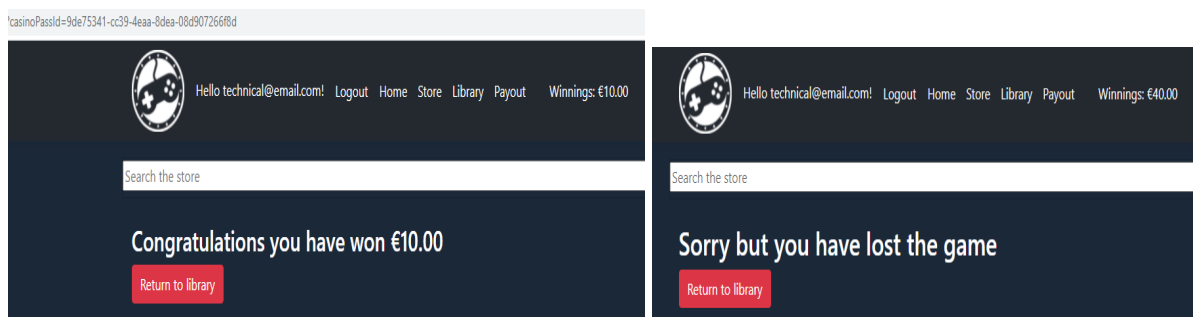 ?casinoPassId=9de75341-cc39-4eaa-8dea-08d907266f8d
Hello technical@email.com! Logout Home Store Library Payout Winnings: €10.00
Search the store
Congratulations you have won €10.00
Return to library
Hello technical@email.com! Logout Home Store Library Payout Winnings: €40.00
Search the store
Sorry but you have lost the game
Return to library